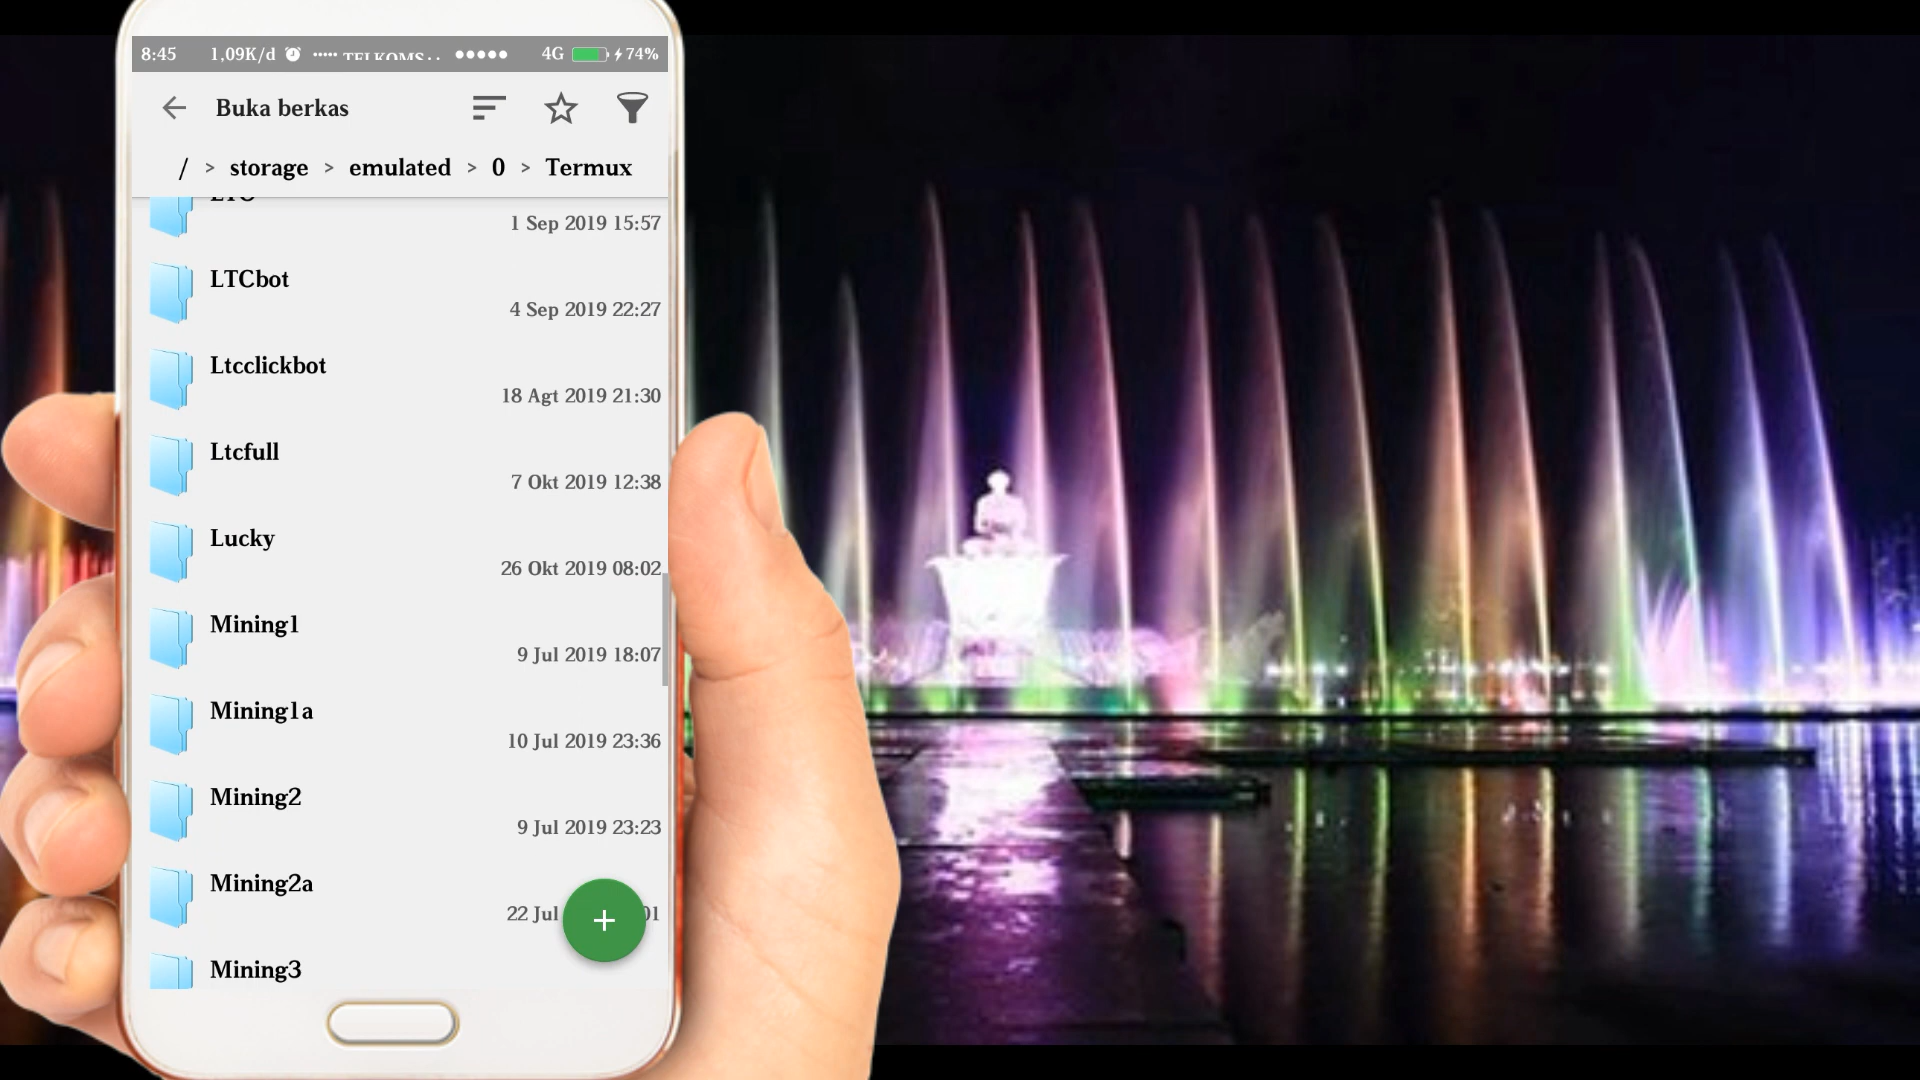 8:45 1,09K/d ••••• TELKOMS.. 4G 74%
Buka berkas
/ > storage > emulated > 0 > Termux
LTC
1 Sep 2019 15:57
LTCbot
4 Sep 2019 22:27
Ltcclickbot
18 Agt 2019 21:30
Ltcfull
7 Okt 2019 12:38
Lucky
26 Okt 2019 08:02
Mining1
9 Jul 2019 18:07
Mining1a
10 Jul 2019 23:36
Mining2
9 Jul 2019 23:23
Mining2a
22 Jul
Mining3